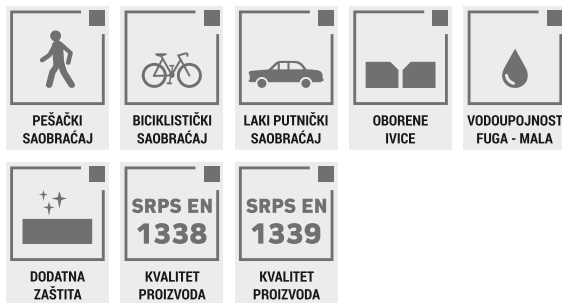 PEŠAČKI
SAOBRAĆAJ
BICIKLISTIČKI
SAOBRAĆAJ
LAKI PUTNIČKI
SAOBRAĆAJ
OBORENE
IVICE
VODOUPOJNOST
FUGA - MALA
DODATNA
ZAŠTITA
SRPS EN
1338
KVALITET
PROIZVODA
SRPS EN
1339
KVALITET
PROIZVODA